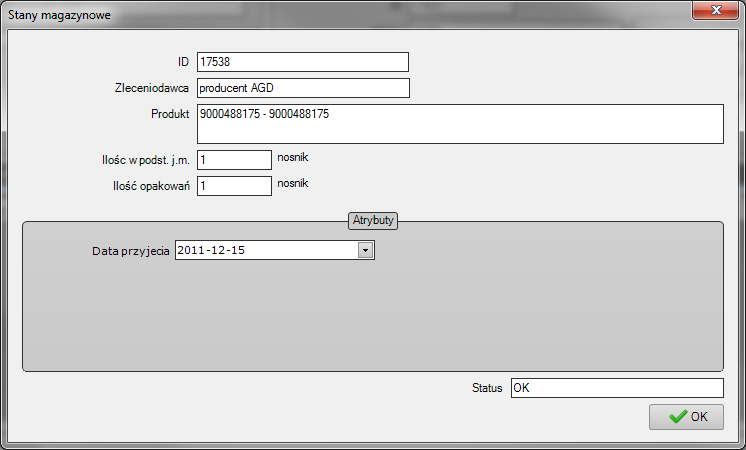 Stany magazynowe
ID 17538
Zleceniodawca producent AGD
Produkt 9000488175 - 9000488175
Ilośc w podst. j.m. 1 nosnik
Ilość opakowań 1 nosnik
Atrybuty
Data przyjecia 2011-12-15
Status OK
OK